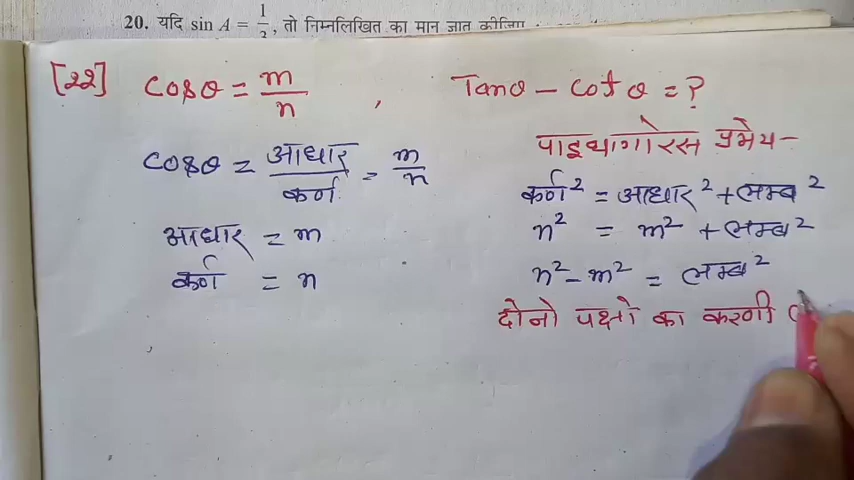 20. यदि sin A = 1/2, तो निम्नलिखित का मान ज्ञात कीजिए
[22] cosθ = m/n , Tanθ - cotθ = ?
cosθ = आधार/कर्ण = m/n
आधार = m
कर्ण = n
पाइथागोरस प्रमेय-
कर्ण² = आधार² + लम्ब²
n² = m² + लम्ब²
n² - m² = लम्ब²
दोनो पक्षो का करणी